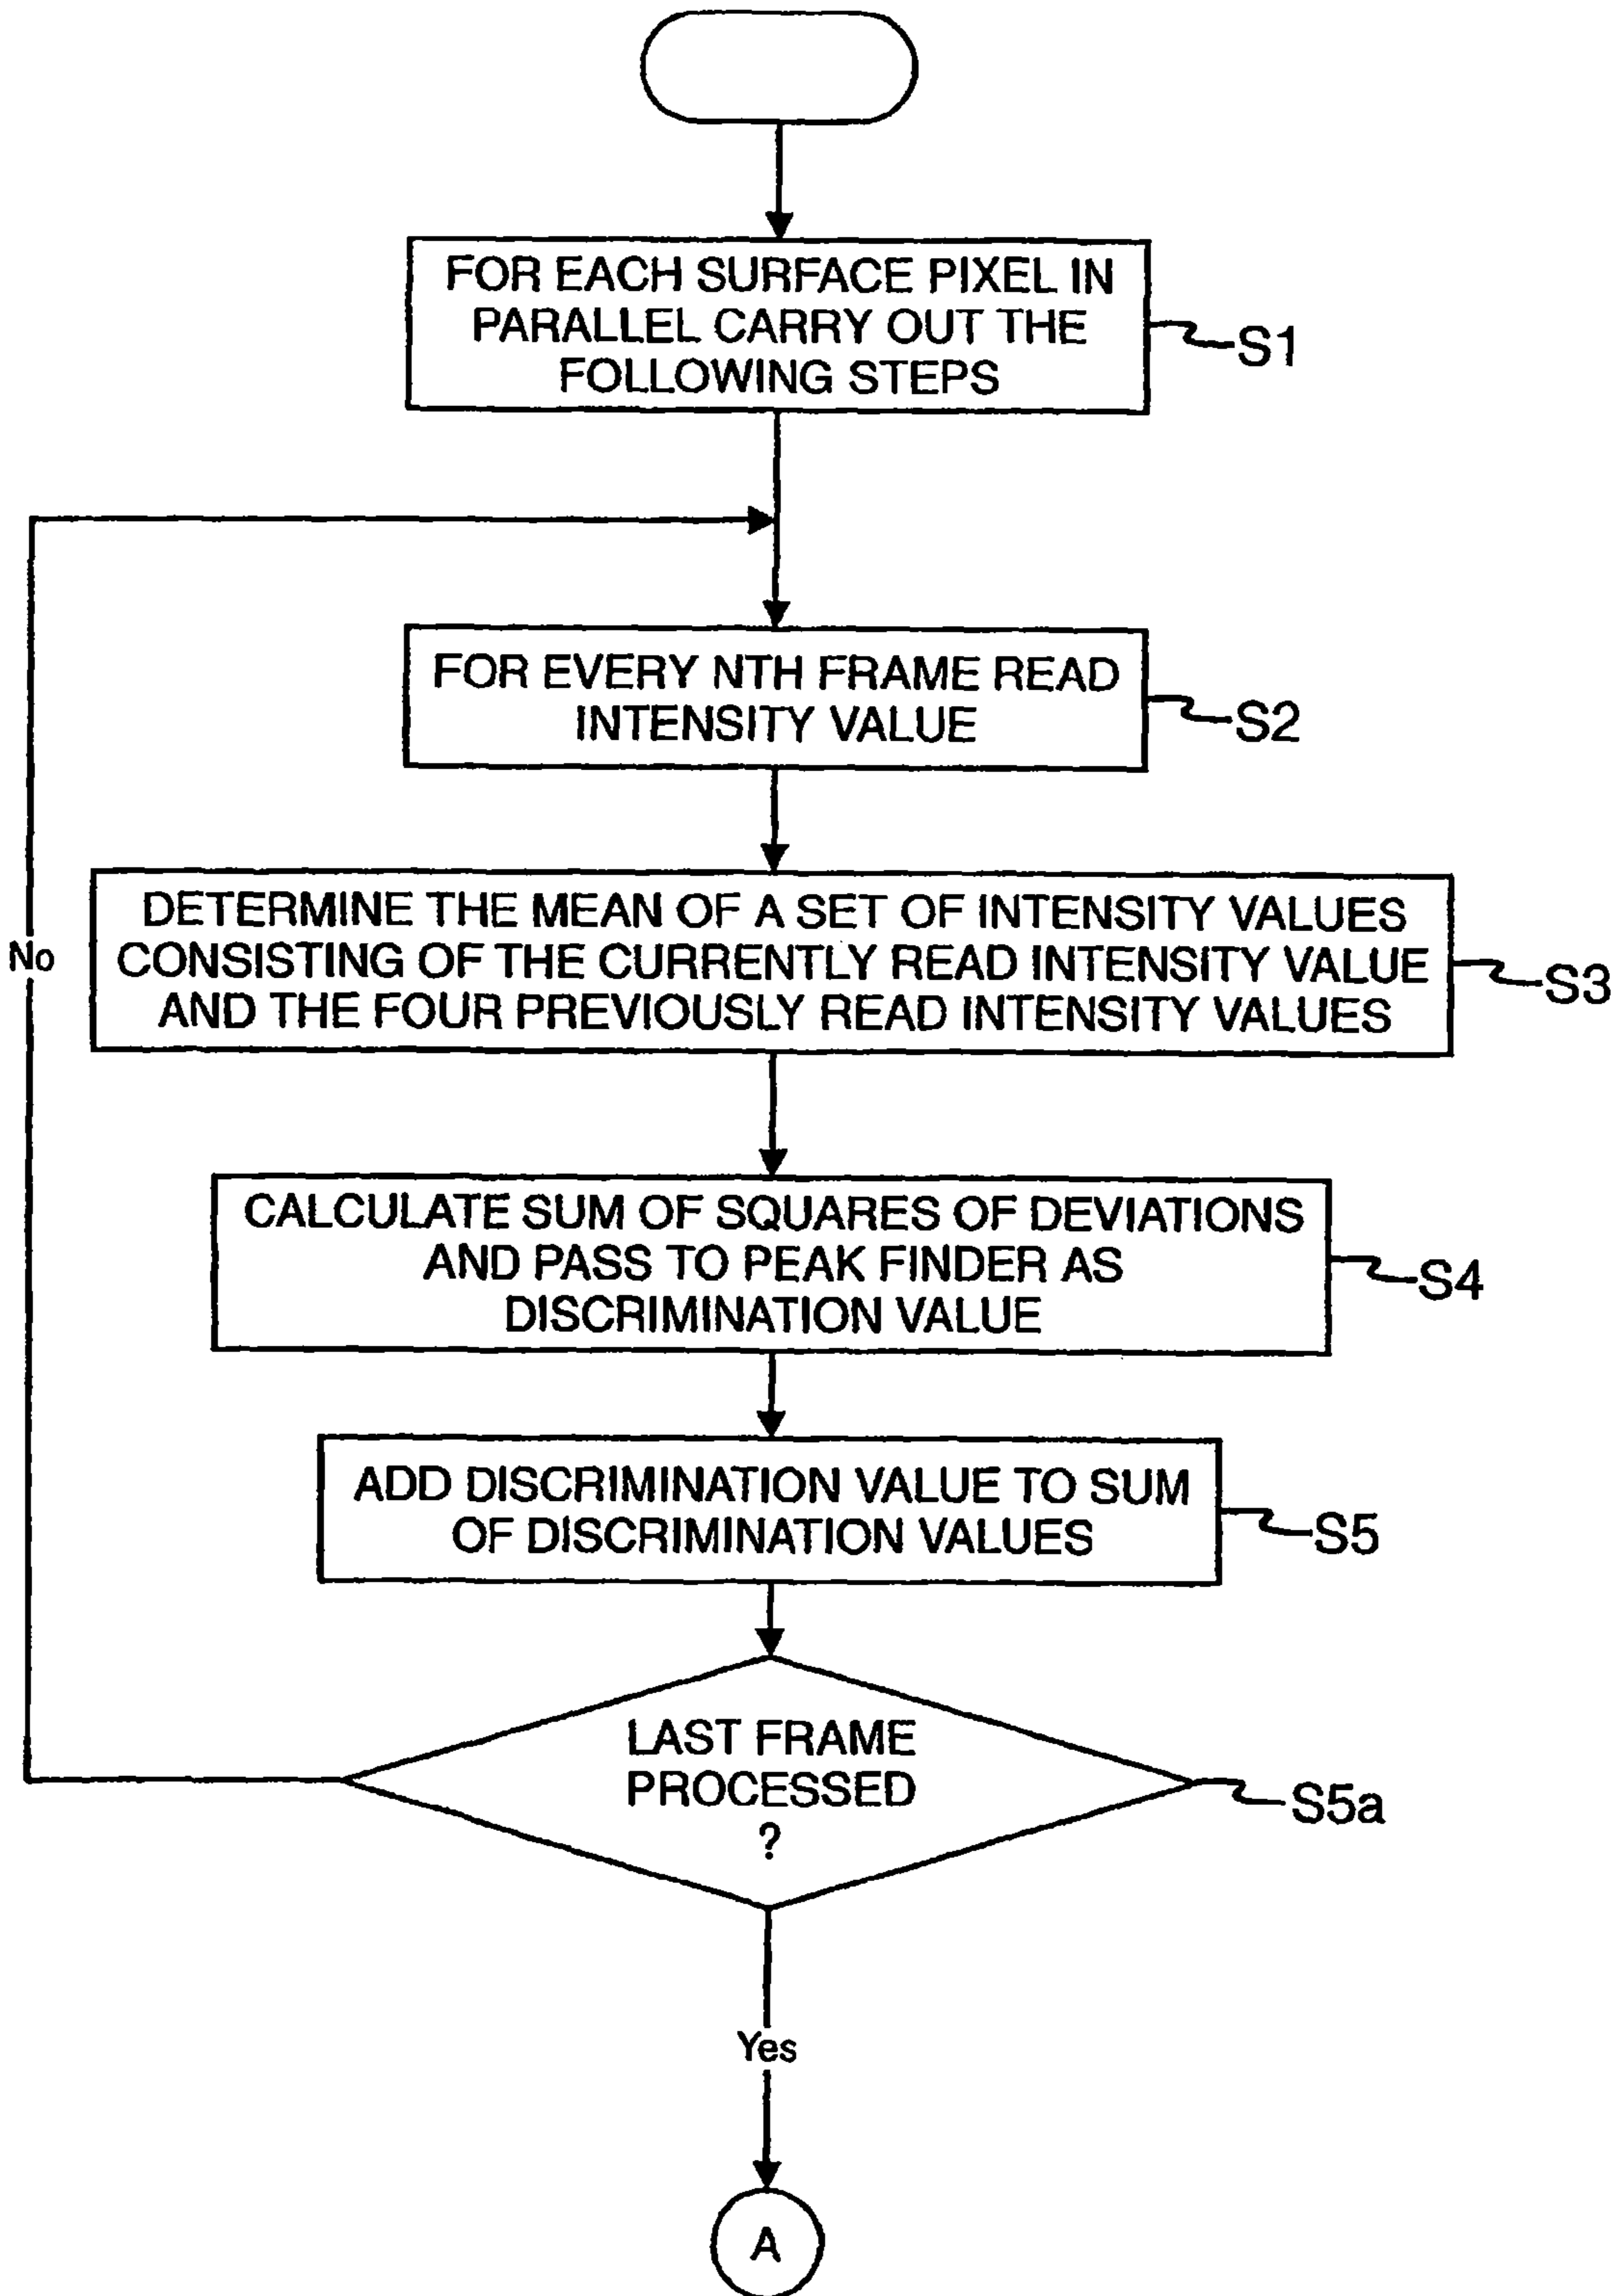 FOR EACH SURFACE PIXEL IN
PARALLEL CARRY OUT THE
FOLLOWING STEPS
S1
FOR EVERY NTH FRAME READ
INTENSITY VALUE
S2
DETERMINE THE MEAN OF A SET OF INTENSITY VALUES
CONSISTING OF THE CURRENTLY READ INTENSITY VALUE
AND THE FOUR PREVIOUSLY READ INTENSITY VALUES
S3
No
CALCULATE SUM OF SQUARES OF DEVIATIONS
AND PASS TO PEAK FINDER AS
DISCRIMINATION VALUE
S4
ADD DISCRIMINATION VALUE TO SUM
OF DISCRIMINATION VALUES
S5
LAST FRAME
PROCESSED
?
S5a
Yes
A